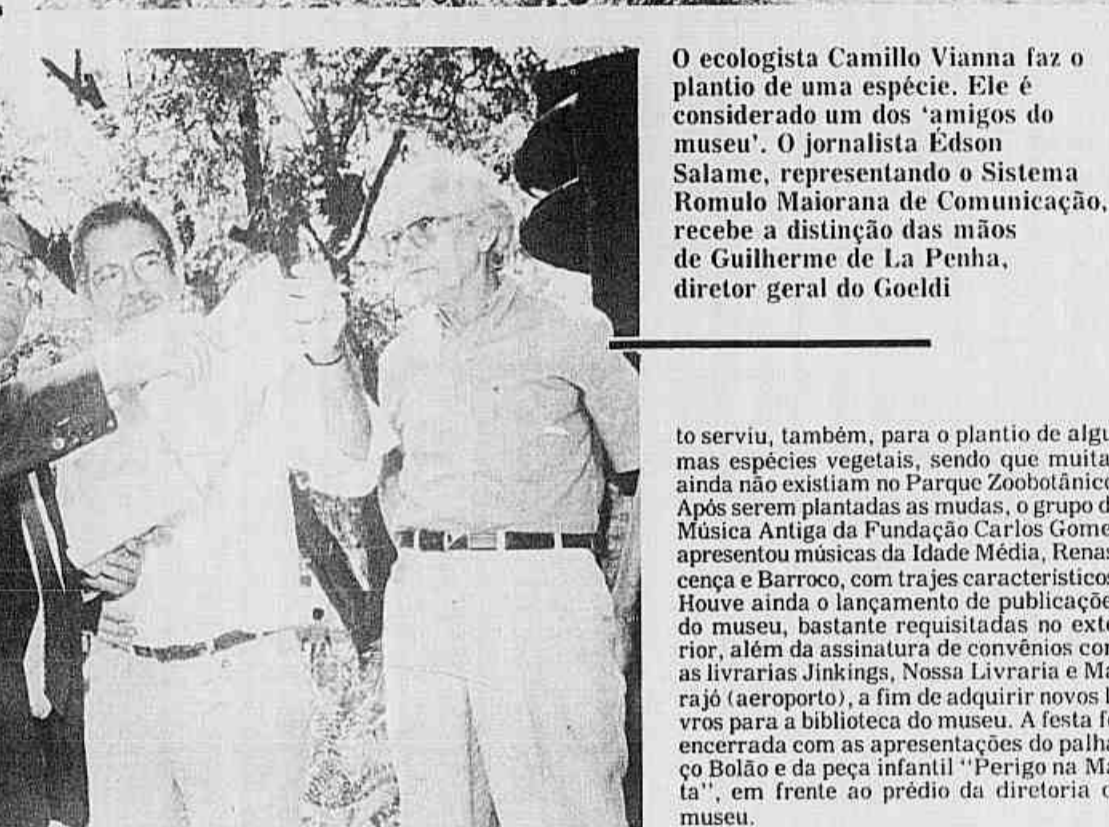 O ecologista Camillo Vianna faz o
plantio de uma espécie. Ele é
considerado um dos 'amigos do
museu'. O jornalista Édson
Salame, representando o Sistema
Romulo Maiorana de Comunicação,
recebe a distinção das mãos
de Guilherme de La Penha,
diretor geral do Goeldi
to serviu, também, para o plantio de algu
mas espécies vegetais, sendo que muita
ainda não existiam no Parque Zoobotânico
Após serem plantadas as mudas, o grupo d
Música Antiga da Fundação Carlos Gome
apresentou músicas da Idade Média, Renas
cença e Barroco, com trajes característicos
Houve ainda o lançamento de publicaçõe
do museu, bastante requisitadas no exte
rior, além da assinatura de convênios com
as livrarias Jinkings, Nossa Livraria e Ma
rajó (aeroporto), a fim de adquirir novos l
vros para a biblioteca do museu. A festa f
encerrada com as apresentações do palha
ço Bolão e da peça infantil "Perigo na Ma
ta", em frente ao prédio da diretoria d
museu.